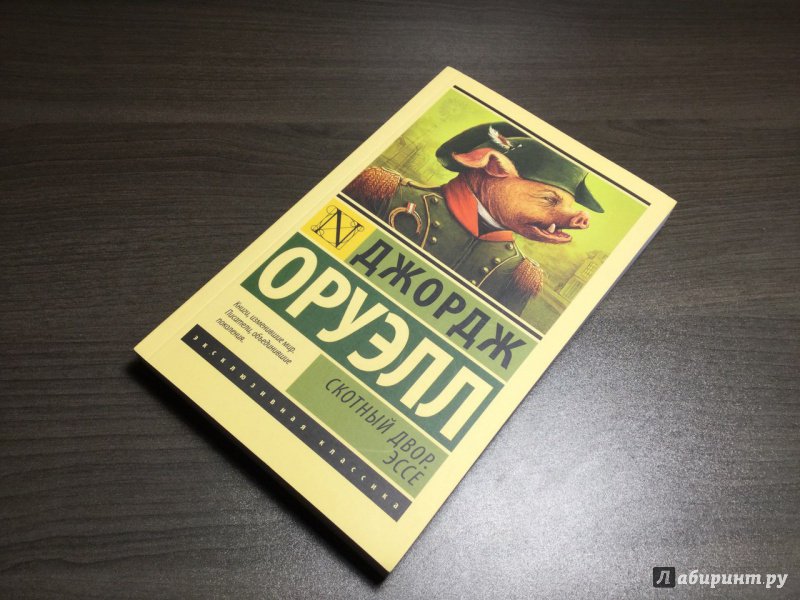 N
ДЖОРДЖ
ОРУЭЛЛ
Книги, изменившие мир.
Писатели, объединившие
поколения.
СКОТНЫЙ ДВОР.
ЭССЕ
ЭКСКЛЮЗИВНАЯ КЛАССИКА
Лабиринт.ру